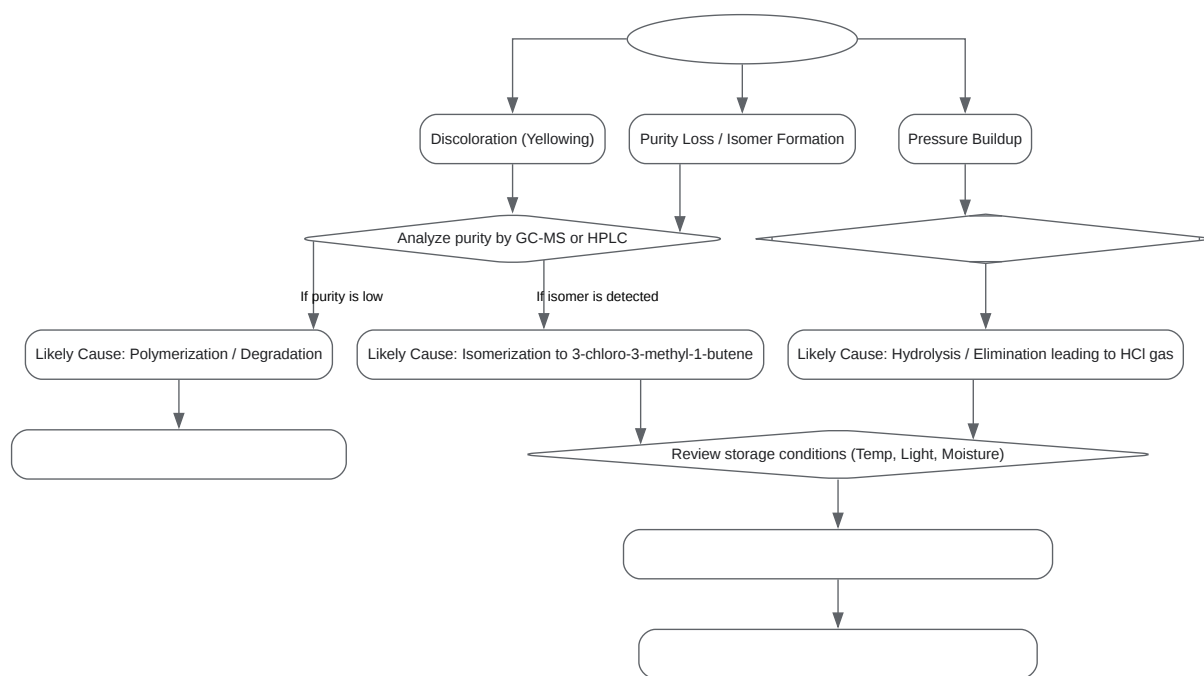 Discoloration (Yellowing)
Purity Loss / Isomer Formation
Pressure Buildup
Analyze purity by GC-MS or HPLC
If purity is low
If isomer is detected
Likely Cause: Polymerization / Degradation
Likely Cause: Isomerization to 3-chloro-3-methyl-1-butene
Likely Cause: Hydrolysis / Elimination leading to HCl gas
Review storage conditions (Temp, Light, Moisture)